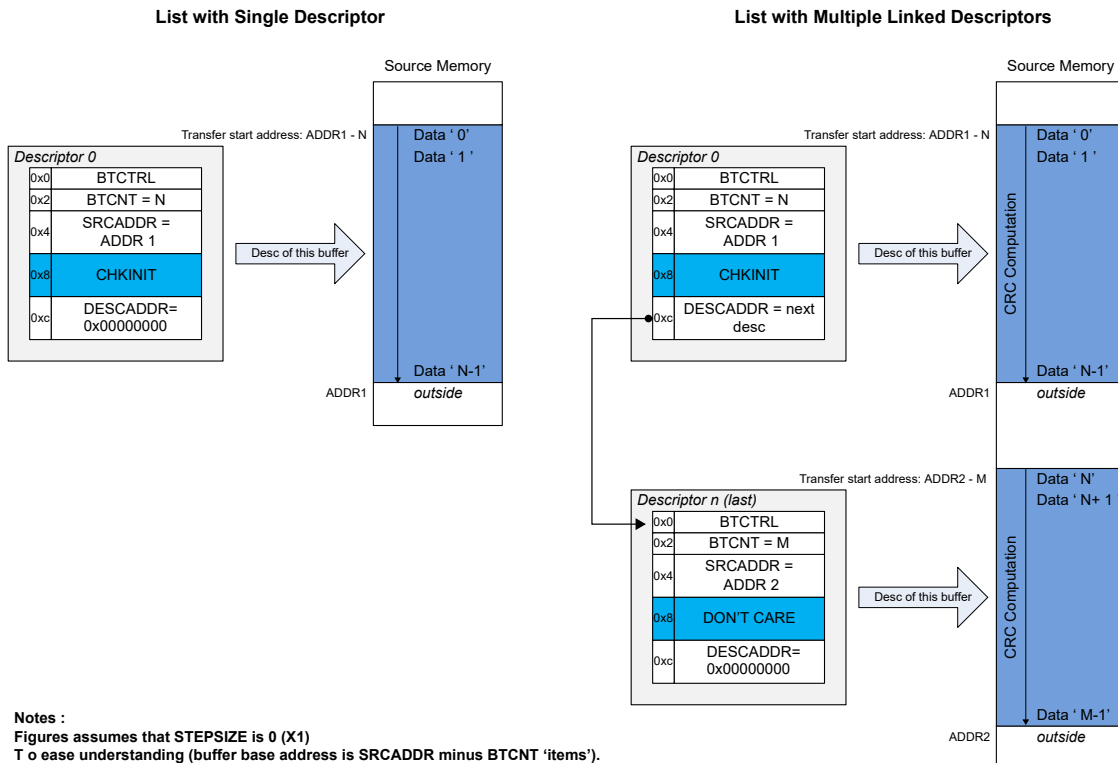 List with Single Descriptor
Source Memory
Transfer start address: ADDR1 - N
Data ‘ 0’
Data ‘ 1 ’
Descriptor 0
0x0 BTCTRL
0x2 BTCNT = N
0x4 SRCADDR =
ADDR 1
0x8 CHKINIT
0xc DESCADDR=
0x00000000
Desc of this buffer
Data ‘ N-1’
ADDR1
outside
List with Multiple Linked Descriptors
Source Memory
Transfer start address: ADDR1 - N
Data ‘ 0’
Data ‘ 1 ’
Descriptor 0
0x0 BTCTRL
0x2 BTCNT = N
0x4 SRCADDR =
ADDR 1
0x8 CHKINIT
0xc DESCADDR = next
desc
Desc of this buffer
CRC Computation
Data ‘ N-1’
ADDR1
outside
Transfer start address: ADDR2 - M
Data ‘ N’
Data ‘ N+ 1 ’
Descriptor n (last)
0x0 BTCTRL
0x2 BTCNT = M
0x4 SRCADDR =
ADDR 2
0x8 DON’T CARE
0xc DESCADDR=
0x00000000
Desc of this buffer
CRC Computation
Data ‘ M-1’
ADDR2
outside
Notes :
Figures assumes that STEPSIZE is 0 (X1)
T o ease understanding (buffer base address is SRCADDR minus BTCNT ‘items’).